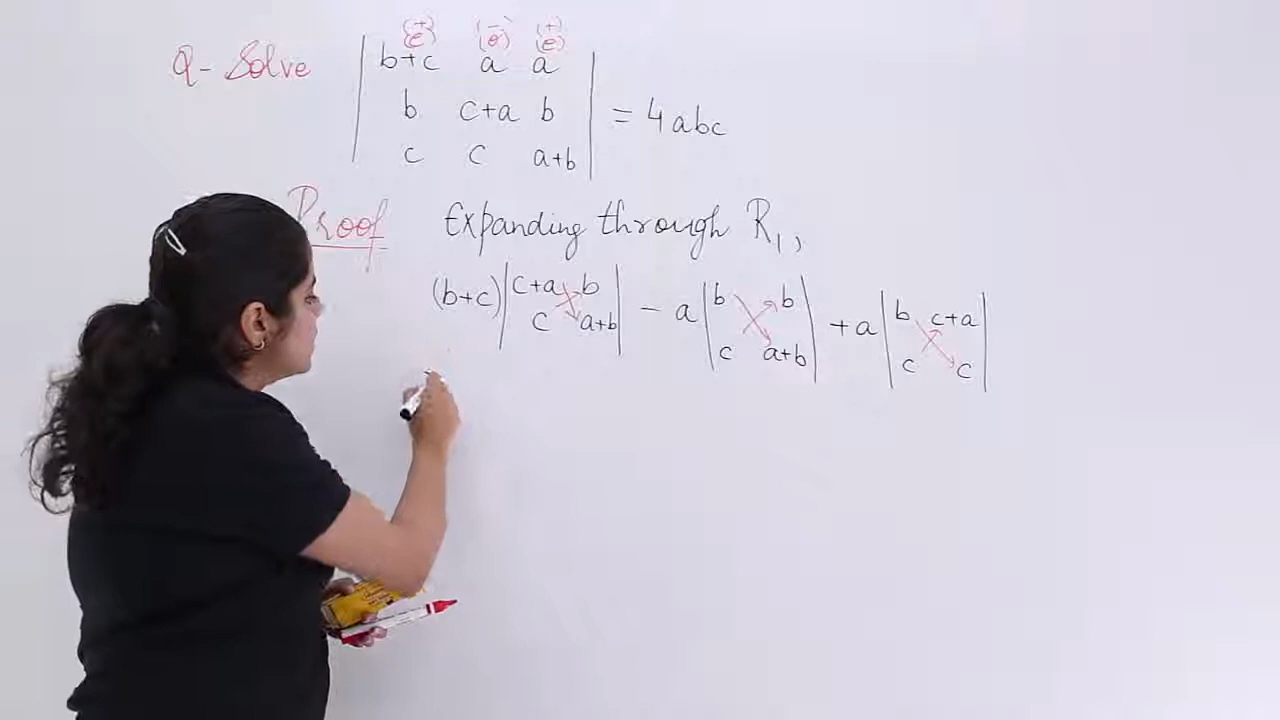 (+) (-) (+)
(e) (o) (e)
Q- Solve | b+c a a |
| b c+a b | = 4abc
| c c a+b |
Proof Expanding through R₁,
(b+c) | c+a b | - a | b b | + a | b c+a |
| c a+b | | c a+b | | c c |